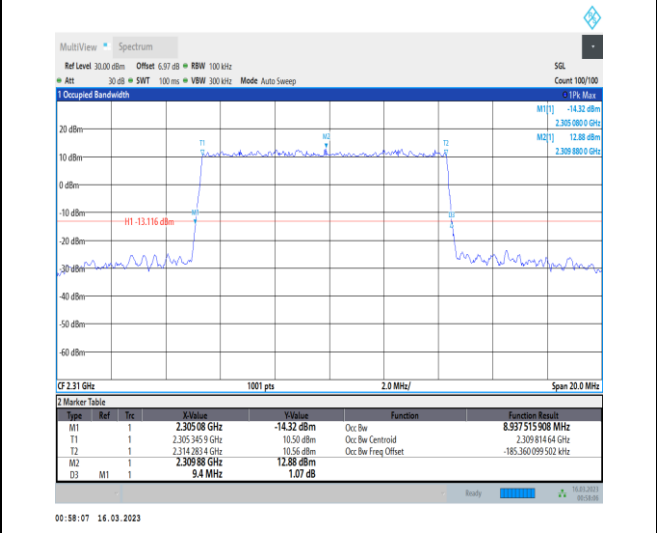 MultiView Spectrum
Ref Level 30.00 dBm Offset 6.97 dB RBW 100 kHz SGL
Att 30 dB SWT 100 ms VBW 300 kHz Mode Auto Sweep Count 100/100
1 Occupied Bandwidth 1Pk Max
M1[1] -14.32 dBm
2.305 080 0 GHz
M2[1] 12.88 dBm
2.309 880 0 GHz
20 dBm
T1 M2 T2
10 dBm
0 dBm
-10 dBm
H1 -13.116 dBm
-20 dBm
-30 dBm
-40 dBm
-50 dBm
-60 dBm
CF 2.31 GHz 1001 pts 2.0 MHz/ Span 20.0 MHz
2 Marker Table
Type Ref Trc X-Value Y-Value Function Function Result
M1 1 2.305 08 GHz -14.32 dBm Occ Bw 8.937 515 908 MHz
T1 1 2.305 345 9 GHz 10.50 dBm Occ Bw Centroid 2.309 814 64 GHz
T2 1 2.314 283 4 GHz 10.56 dBm Occ Bw Freq Offset -185.360 099 502 kHz
M2 1 2.309 88 GHz 12.88 dBm
D3 M1 1 9.4 MHz 1.07 dB
Ready 16.03.2023
00:58:06
00:58:07 16.03.2023